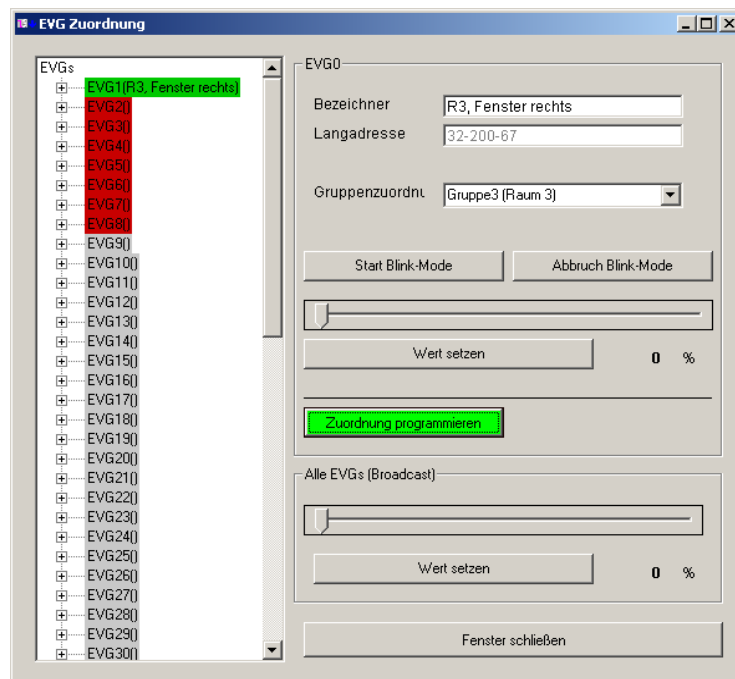 EVG Zuordnung
EVGs
EVG1(R3, Fenster rechts)
EVG2()
EVG3()
EVG4()
EVG5()
EVG6()
EVG7()
EVG8()
EVG9()
EVG10()
EVG11()
EVG12()
EVG13()
EVG14()
EVG15()
EVG16()
EVG17()
EVG18()
EVG19()
EVG20()
EVG21()
EVG22()
EVG23()
EVG24()
EVG25()
EVG26()
EVG27()
EVG28()
EVG29()
EVG30()
EVG0
Bezeichner R3, Fenster rechts
Langadresse 32-200-67
Gruppenzuordnu Gruppe3 (Raum 3)
Start Blink-Mode Abbruch Blink-Mode
Wert setzen 0 %
Zuordnung programmieren
Alle EVGs (Broadcast)
Wert setzen 0 %
Fenster schließen